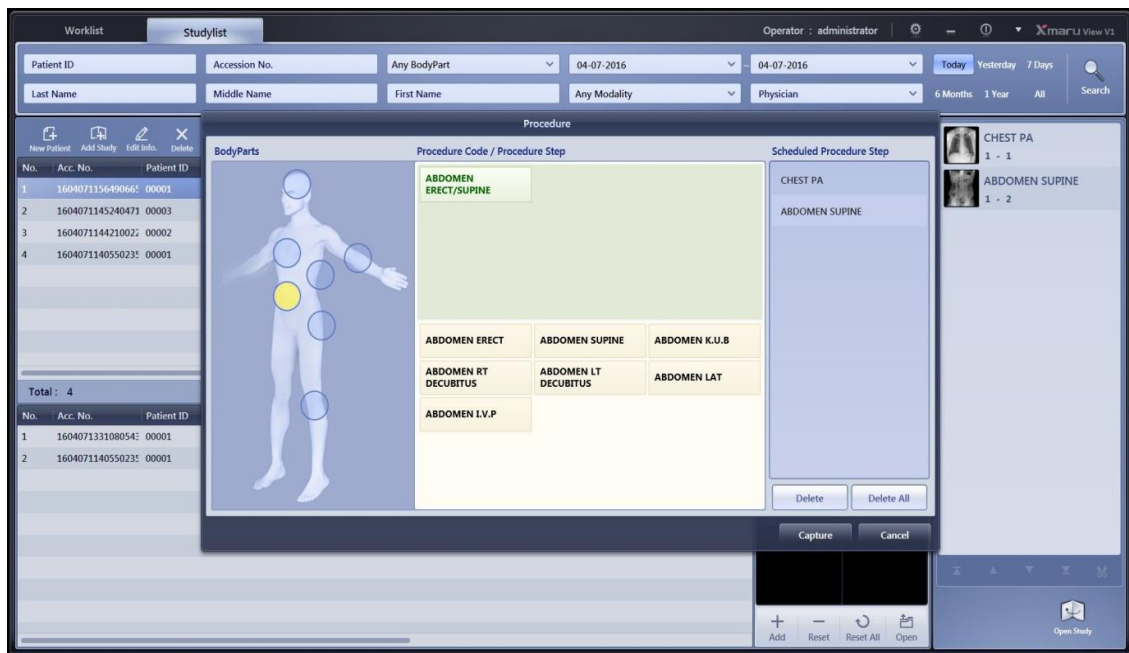 Worklist
Studylist
Operator : administrator
Xmaru View V1
Patient ID
Accession No.
Any BodyPart
04-07-2016
..
04-07-2016
Today
Yesterday
7 Days
Search
Last Name
Middle Name
First Name
Any Modality
Physician
6 Months
1 Year
All
New Patient
Add Study
Edit Info.
Delete
No.
Acc. No.
Patient ID
1
160407115649066
00001
2
160407114524047
00003
3
160407114421002
00002
4
160407114055023
00001
Total : 4
No.
Acc. No.
Patient ID
1
160407133108054
00001
2
160407114055023
00001
Procedure
BodyParts
Procedure Code / Procedure Step
Scheduled Procedure Step
ABDOMEN
ERECT/SUPINE
ABDOMEN ERECT
ABDOMEN SUPINE
ABDOMEN K.U.B
ABDOMEN RT
DECUBITUS
ABDOMEN LT
DECUBITUS
ABDOMEN LAT
ABDOMEN I.V.P
CHEST PA
ABDOMEN SUPINE
Delete
Delete All
Capture
Cancel
CHEST PA
1 - 1
ABDOMEN SUPINE
1 - 2
Add
Reset
Reset All
Open
Open Study